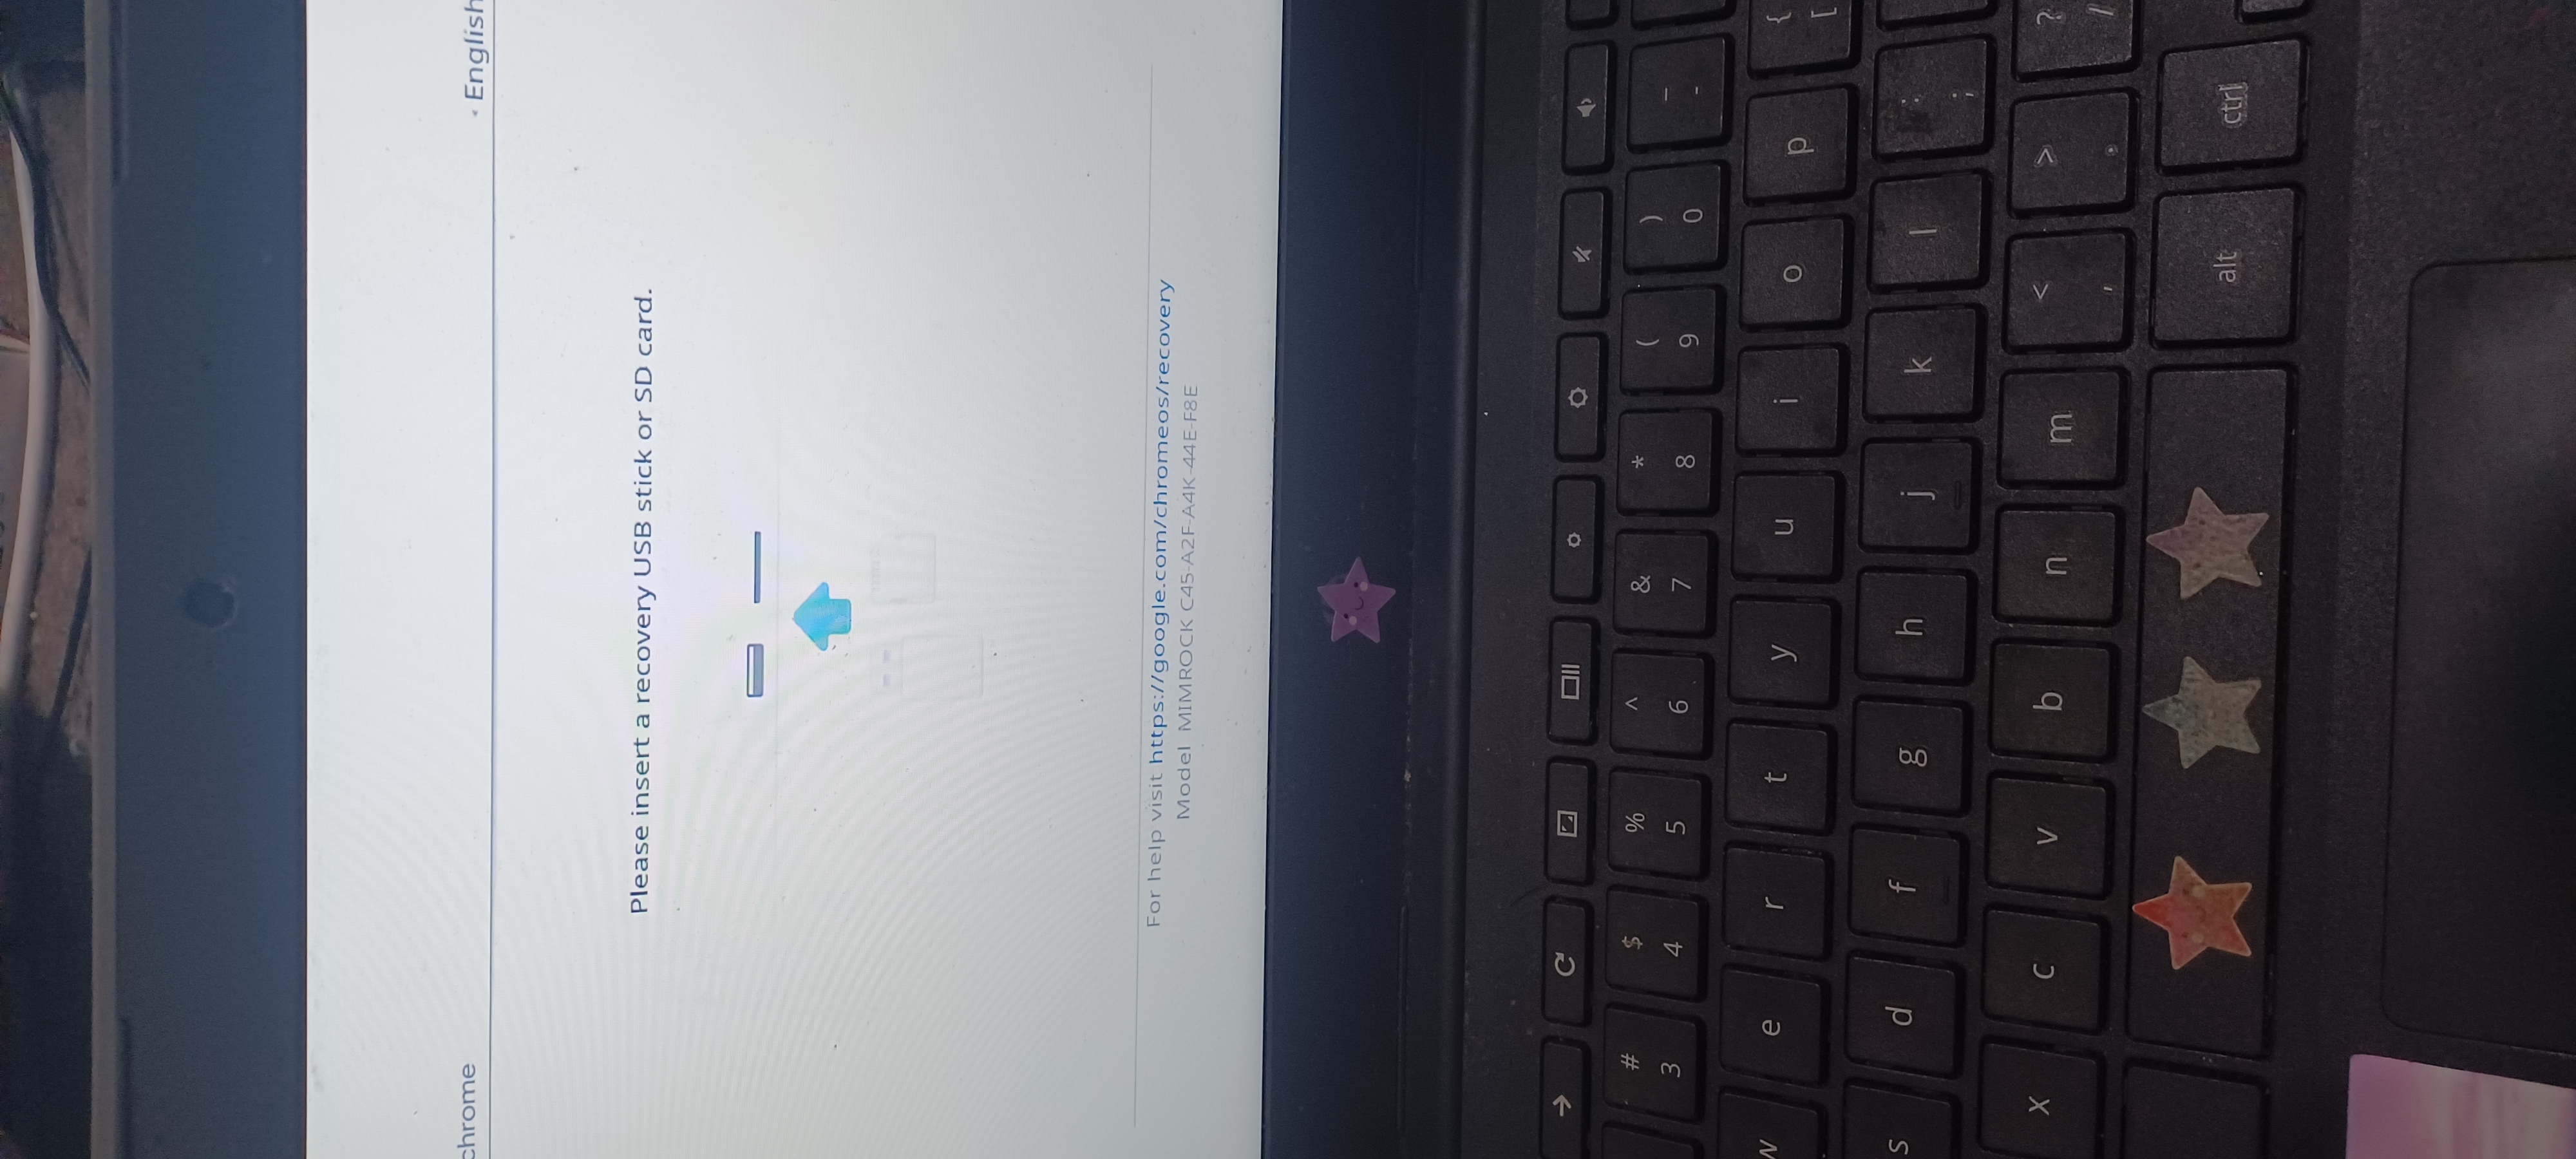 chrome
English
Please insert a recovery USB stick or SD card.
For help visit https://google.com/chromeos/recovery
Model MIMROCK C45-A2F-A4K-44E-F8E
# $ % ^ & * ( ) _
3 4 5 6 7 8 9 0 -
w e r t y u i o p {
[
s d f g h j k l :
;
x c v b n m < > ?
, . /
alt ctrl